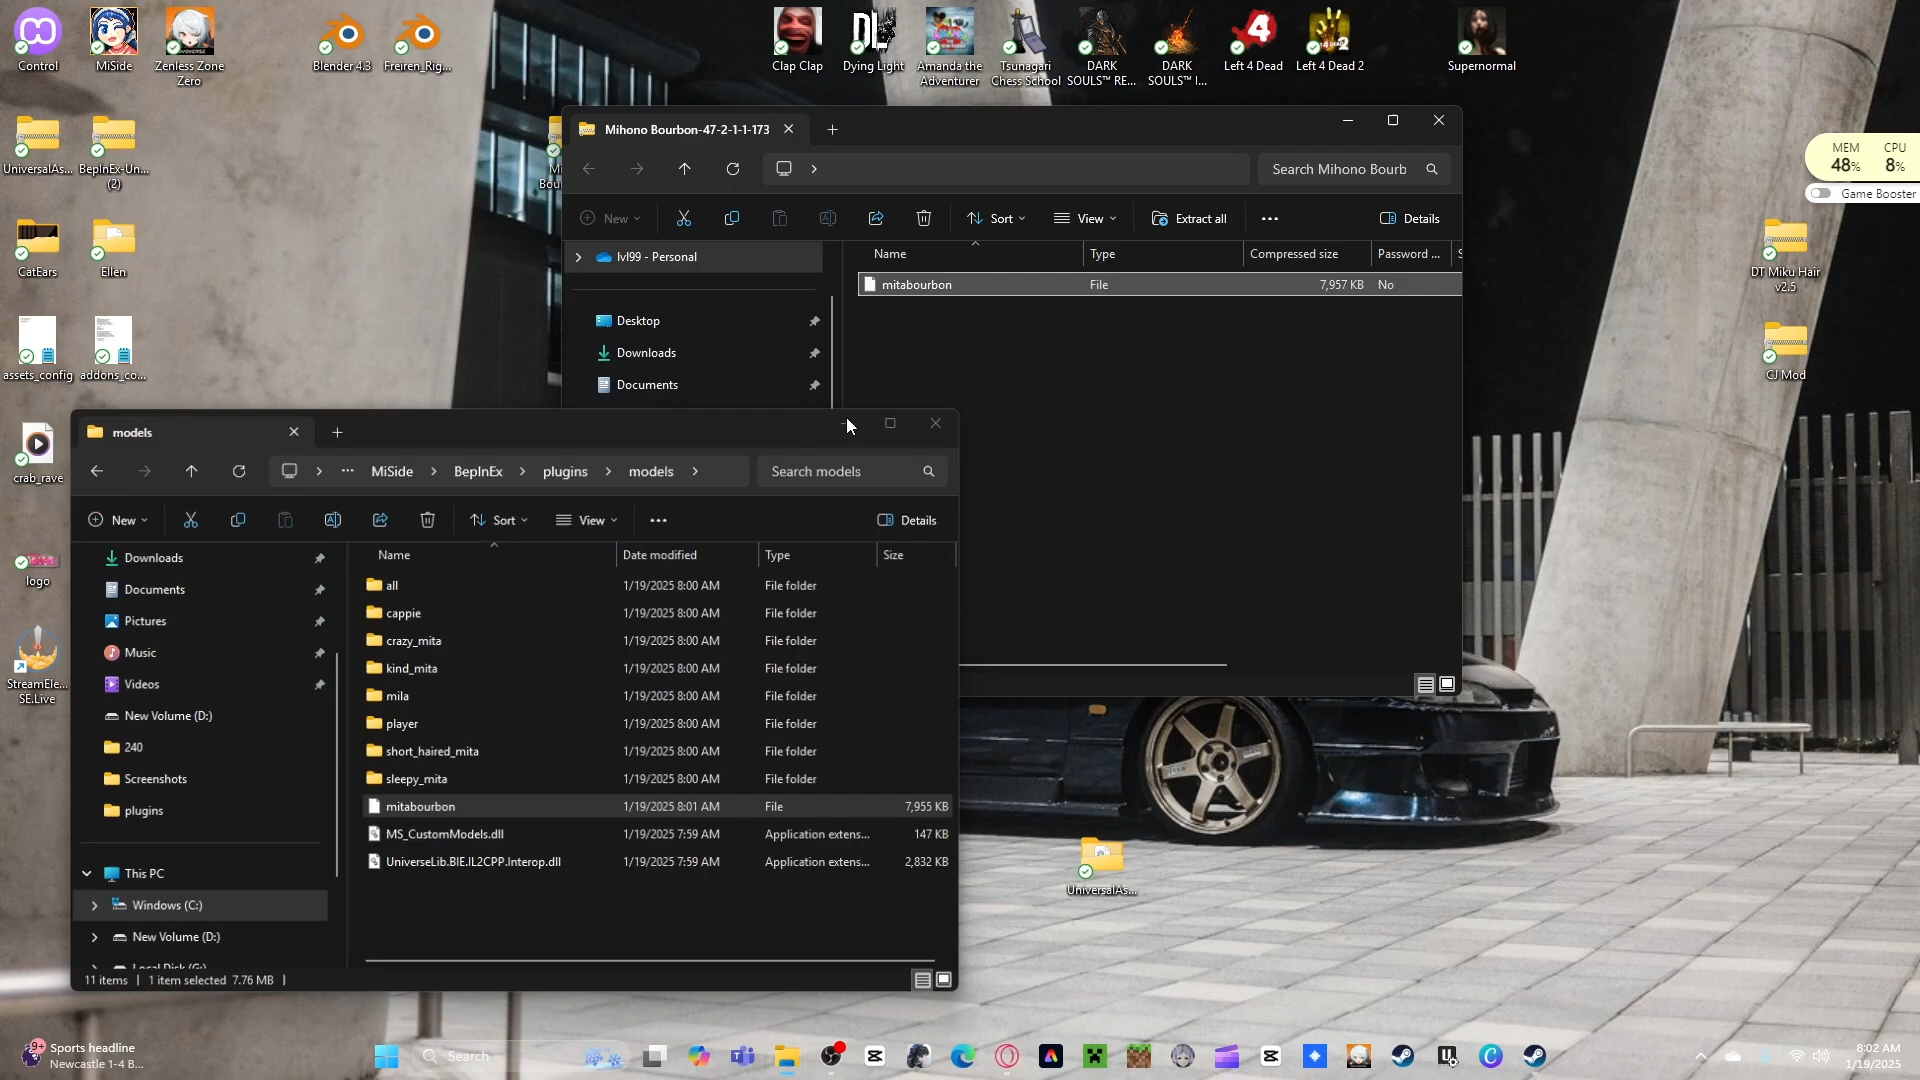 Control
MiSide
Zenless Zone
Zero
Blender 4.3
Freiren_Rig...
Clap Clap
Dying Light
Amanda the
Adventurer
Tsunagari
Chess School
DARK
SOULS™ RE...
DARK
SOULS™ I...
Left 4 Dead
Left 4 Dead 2
Supernormal
UniversalAs...
BepInEx-Un...
(2)
CatEars
Ellen
assets_config
addons_co...
crab_rave
logo
StreamEle...
SE.Live
MEM
48%
CPU
8%
Game Booster
DT Miku Hair
v2.5
CJ Mod
UniversalAs...
Mihono Bourbon-47-2-1-1-173
Search Mihono Bourb
New
Sort
View
Extract all
Details
lvl99 - Personal
Desktop
Downloads
Documents
Name
Type
Compressed size
Password ...
mitabourbon
File
7,957 KB
No
models
MiSide
BepInEx
plugins
models
Search models
New
Sort
View
Details
Downloads
Documents
Pictures
Music
Videos
New Volume (D:)
240
Screenshots
plugins
This PC
Windows (C:)
New Volume (D:)
Local Disk (G:)
Name
Date modified
Type
Size
all 1/19/2025 8:00 AM File folder
cappie 1/19/2025 8:00 AM File folder
crazy_mita 1/19/2025 8:00 AM File folder
kind_mita 1/19/2025 8:00 AM File folder
mila 1/19/2025 8:00 AM File folder
player 1/19/2025 8:00 AM File folder
short_haired_mita 1/19/2025 8:00 AM File folder
sleepy_mita 1/19/2025 8:00 AM File folder
mitabourbon 1/19/2025 8:01 AM File 7,955 KB
MS_CustomModels.dll 1/19/2025 7:59 AM Application extens... 147 KB
UniverseLib.BIE.IL2CPP.Interop.dll 1/19/2025 7:59 AM Application extens... 2,832 KB
11 items
1 item selected 7.76 MB
9+
Sports headline
Newcastle 1-4 B...
Search
8:02 AM
1/19/2025